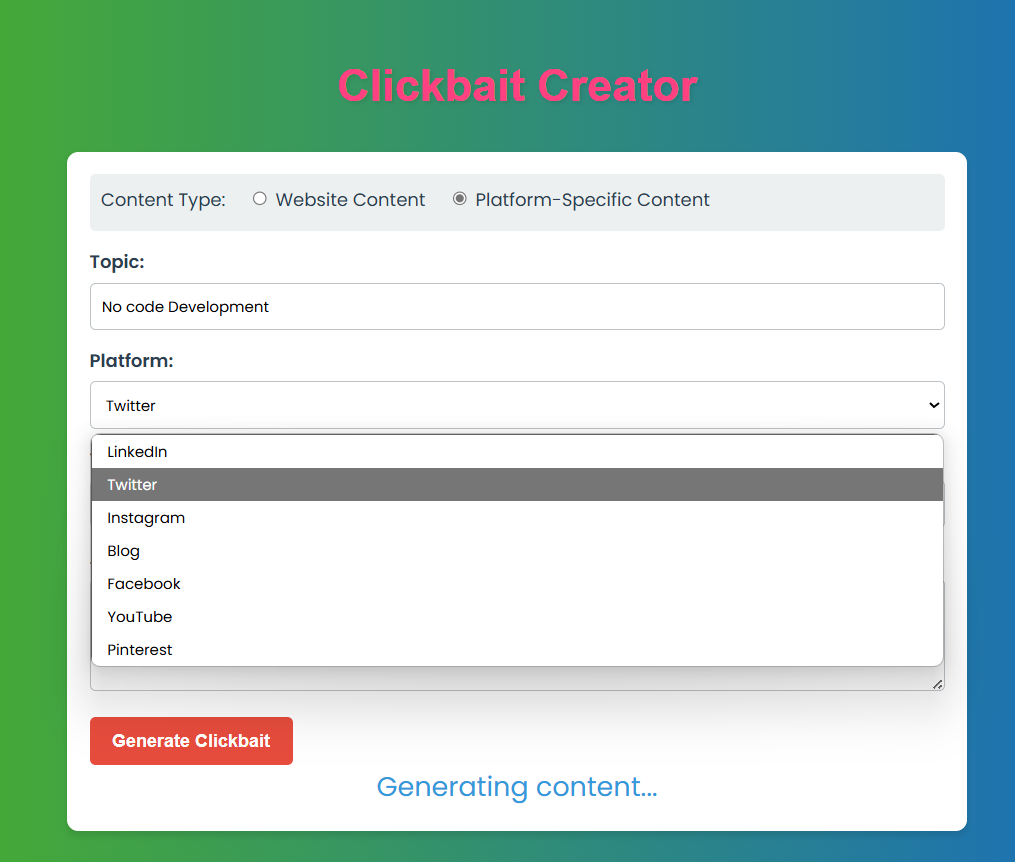 Clickbait Creator
Content Type: Website Content Platform-Specific Content
Topic:
No code Development
Platform:
Twitter
LinkedIn
Twitter
Instagram
Blog
Facebook
YouTube
Pinterest
Generate Clickbait
Generating content...